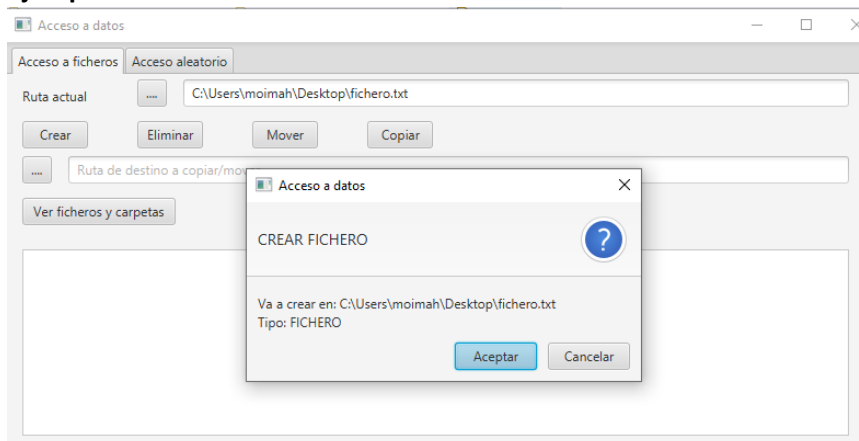 Acceso a datos
Acceso a ficheros Acceso aleatorio
Ruta actual .... C:\Users\moimah\Desktop\fichero.txt
Crear Eliminar Mover Copiar
.... Ruta de destino a copiar/mov
Ver ficheros y carpetas
Acceso a datos
CREAR FICHERO
?
Va a crear en: C:\Users\moimah\Desktop\fichero.txt
Tipo: FICHERO
Aceptar Cancelar